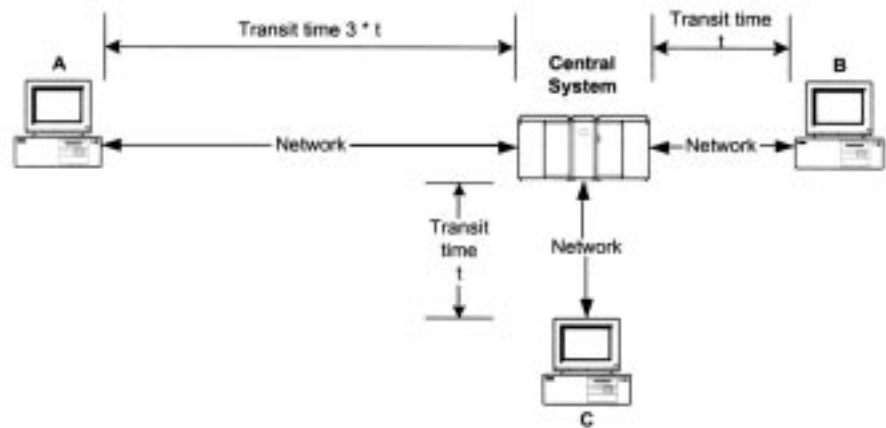 Transit time 3 * t
Transit time
t
A
Central
System
B
Network
Network
Transit
time
t
Network
C